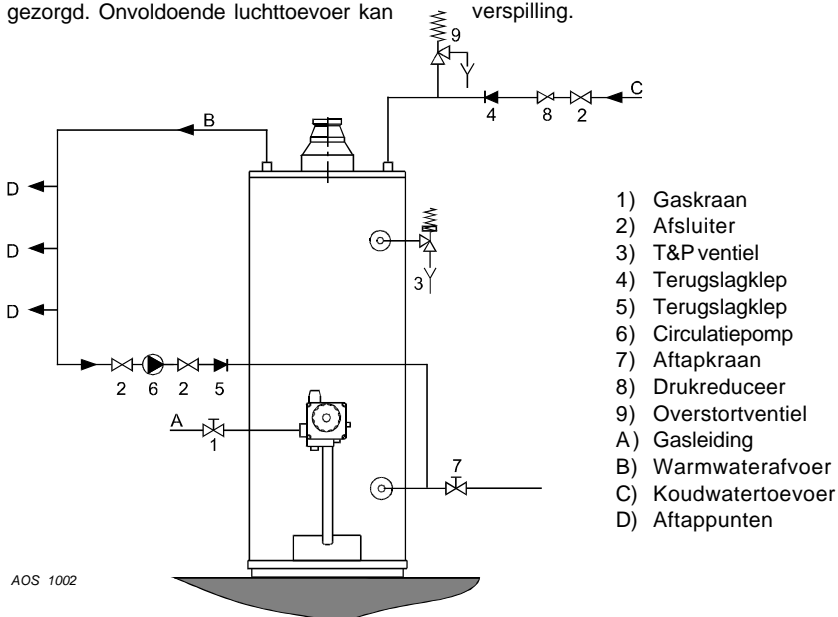 gezorgd. Onvoldoende luchttoevoer kan
verspilling.
9
C
4
8
2
B
D
D
D
3
2
6
2
5
A
1
7
1) Gaskraan
2) Afsluiter
3) T&P ventiel
4) Terugslagklep
5) Terugslagklep
6) Circulatiepomp
7) Aftapkraan
8) Drukreduceer
9) Overstortventiel
A) Gasleiding
B) Warmwaterafvoer
C) Koudwatertoevoer
D) Aftappunten
AOS 1002